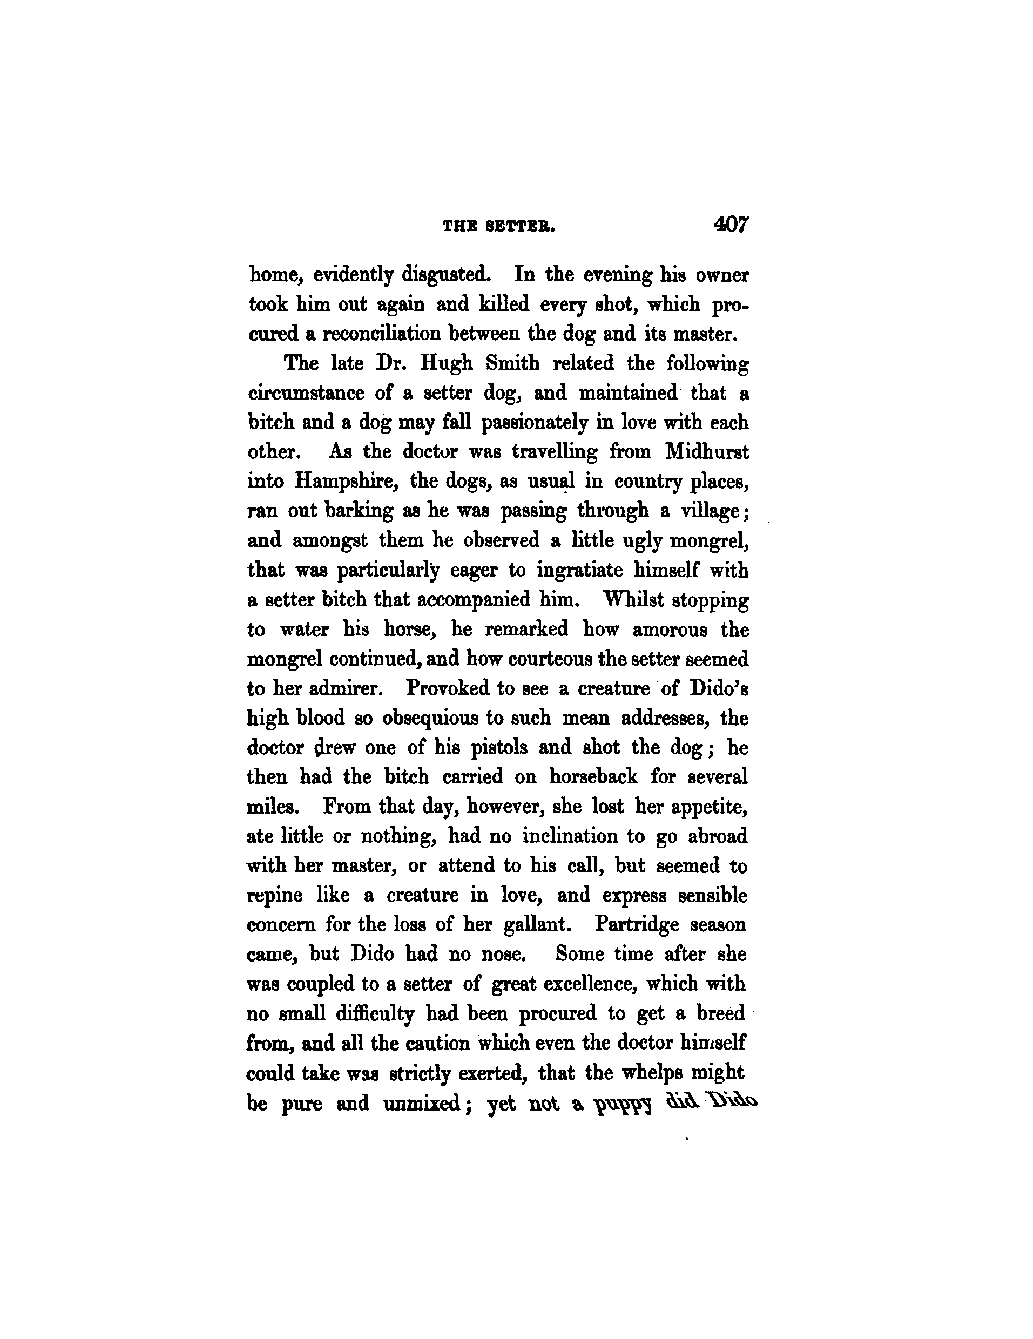 THE SETTER. 407
home, evidently disgusted. In the evening his owner
took him out again and killed every shot, which pro-
cured a reconciliation between the dog and its master.
The late Dr. Hugh Smith related the following
circumstance of a setter dog, and maintained that a
bitch and a dog may fall passionately in love with each
other. As the doctor was travelling from Midhurst
into Hampshire, the dogs, as usual in country places,
ran out barking as he was passing through a village;
and amongst them he observed a little ugly mongrel,
that was particularly eager to ingratiate himself with
a setter bitch that accompanied him. Whilst stopping
to water his horse, he remarked how amorous the
mongrel continued, and how courteous the setter seemed
to her admirer. Provoked to see a creature of Dido's
high blood so obsequious to such mean addresses, the
doctor drew one of his pistols and shot the dog; he
then had the bitch carried on horseback for several
miles. From that day, however, she lost her appetite,
ate little or nothing, had no inclination to go abroad
with her master, or attend to his call, but seemed to
repine like a creature in love, and express sensible
concern for the loss of her gallant. Partridge season
came, but Dido had no nose. Some time after she
was coupled to a setter of great excellence, which with
no small difficulty had been procured to get a breed
from, and all the caution which even the doctor himself
could take was strictly exerted, that the whelps might
be pure and unmixed; yet not a puppy did Dido